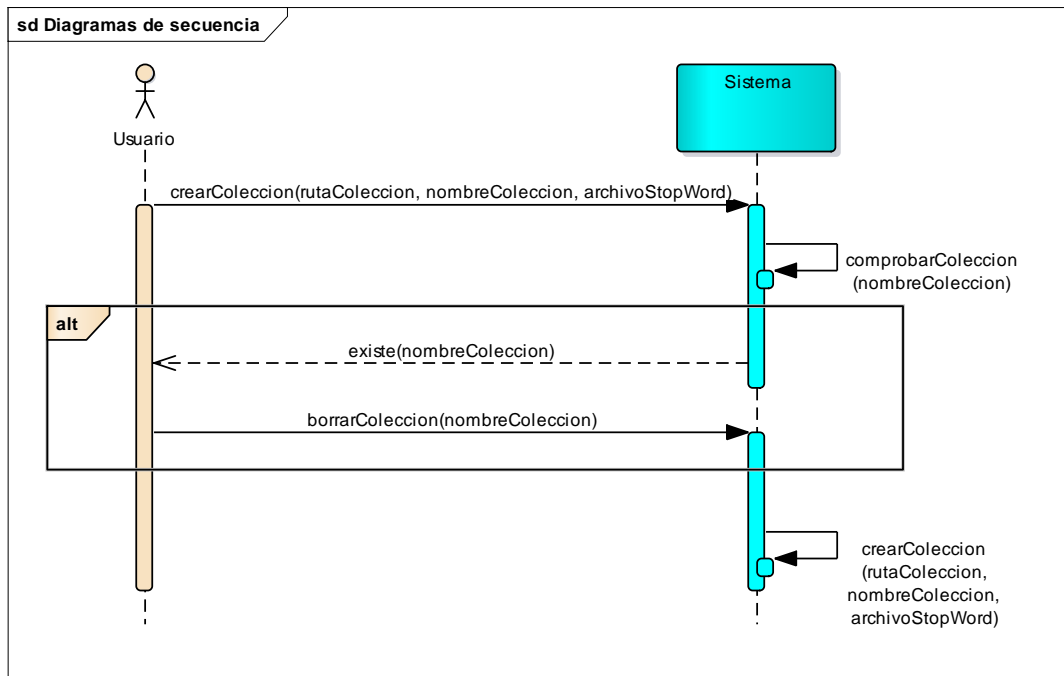 sd Diagramas de secuencia
Sistema
Usuario
crearColeccion(rutaColeccion, nombreColeccion, archivoStopWord)
comprobarColeccion
(nombreColeccion)
alt
existe(nombreColeccion)
borrarColeccion(nombreColeccion)
crearColeccion
(rutaColeccion,
nombreColeccion,
archivoStopWord)